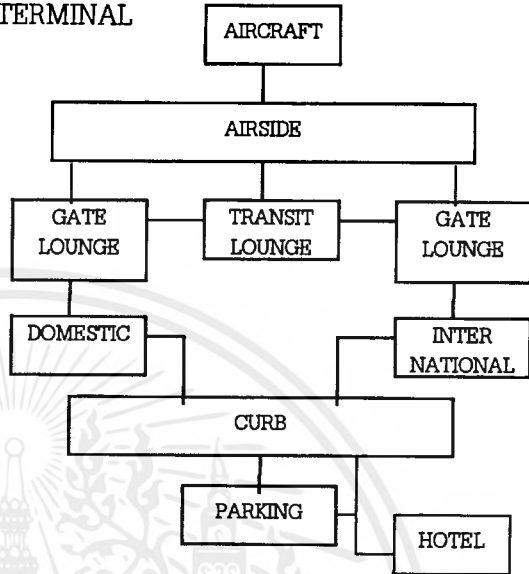 TERMINAL
AIRCRAFT
AIRSIDE
GATE
LOUNGE
TRANSIT
LOUNGE
GATE
LOUNGE
DOMESTIC
INTER
NATIONAL
CURB
PARKING
HOTEL